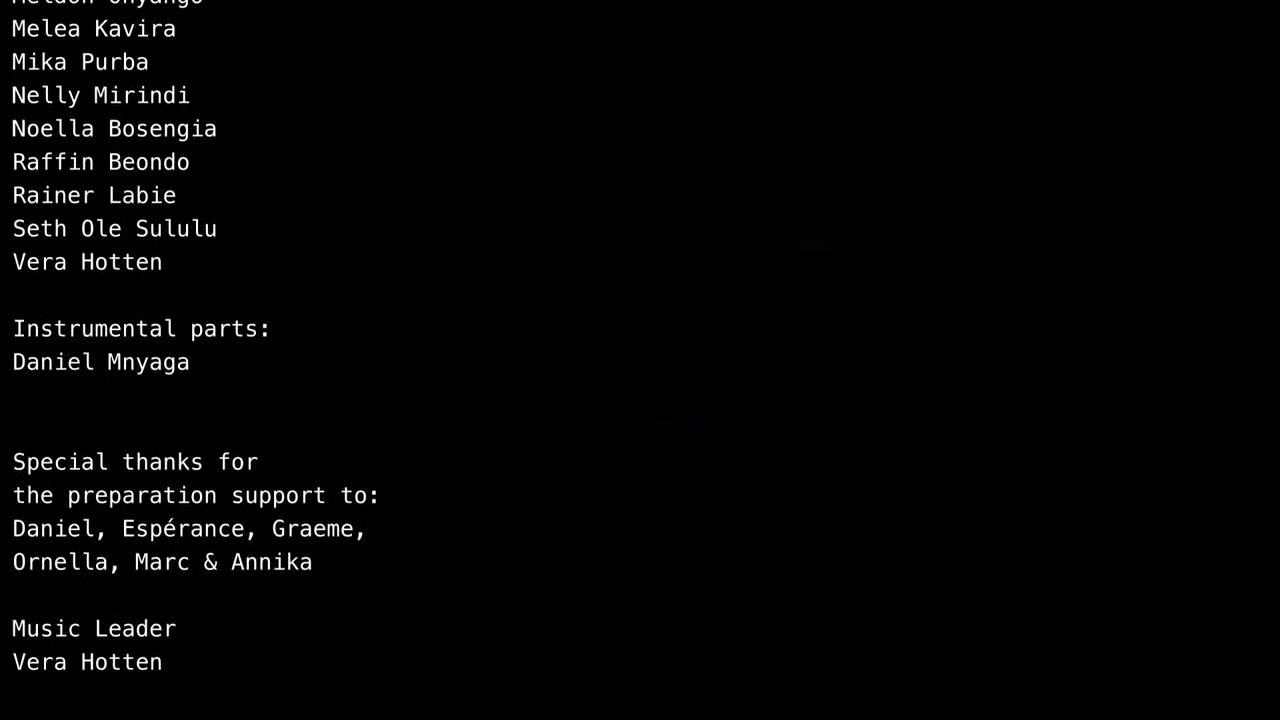 Melea Kavira
Mika Purba
Nelly Mirindi
Noella Bosengia
Raffin Beondo
Rainer Labie
Seth Ole Sululu
Vera Hotten
Instrumental parts:
Daniel Mnyaga
Special thanks for
the preparation support to:
Daniel, Espérance, Graeme,
Ornella, Marc & Annika
Music Leader
Vera Hotten